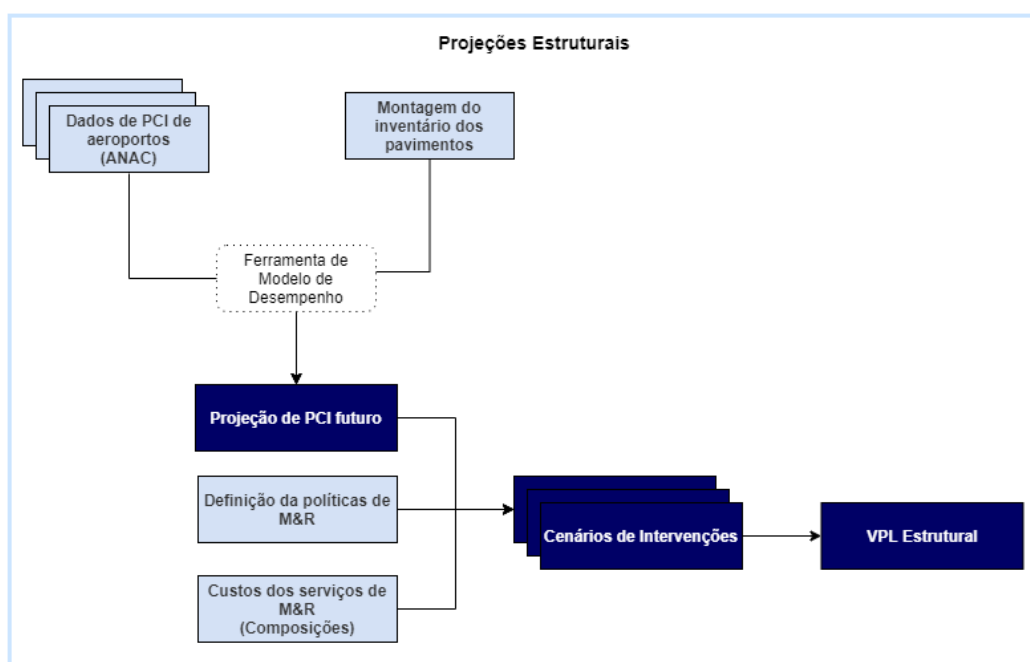 Projeções Estruturais
Dados de PCI de
aeroportos
(ANAC)
Montagem do
inventário dos
pavimentos
Ferramenta de
Modelo de
Desempenho
Projeção de PCI futuro
Definição da políticas de
M&R
Cenários de Intervenções
VPL Estrutural
Custos dos serviços de
M&R
(Composições)